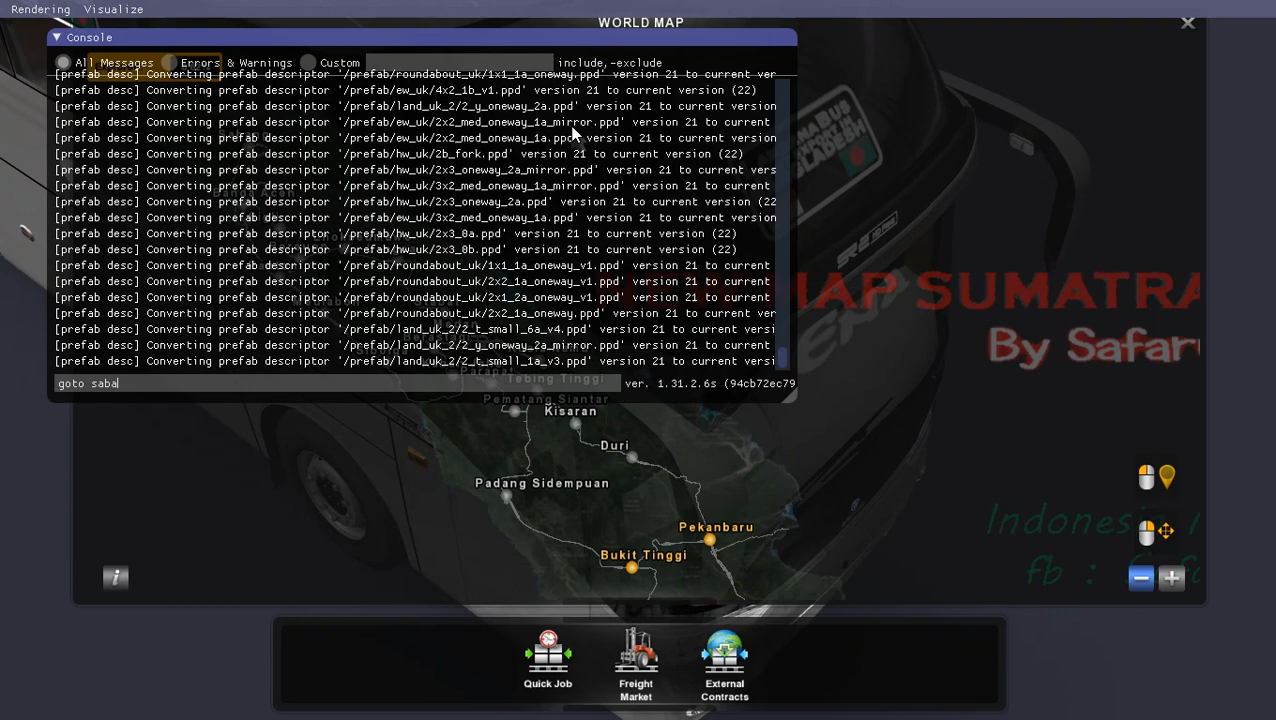 Rendering Visualize
WORLD MAP
Console
All Messages Errors & Warnings Custom include,-exclude
[prefab desc] Converting prefab descriptor '/prefab/roundabout_uk/1x1_1a_oneway.ppd' version 21 to current ver
[prefab desc] Converting prefab descriptor '/prefab/ew_uk/4x2_1b_v1.ppd' version 21 to current version (22)
[prefab desc] Converting prefab descriptor '/prefab/land_uk_2/2_y_oneway_2a.ppd' version 21 to current version
[prefab desc] Converting prefab descriptor '/prefab/ew_uk/2x2_med_oneway_1a_mirror.ppd' version 21 to current
[prefab desc] Converting prefab descriptor '/prefab/ew_uk/2x2_med_oneway_1a.ppd' version 21 to current version
[prefab desc] Converting prefab descriptor '/prefab/hw_uk/2b_fork.ppd' version 21 to current version (22)
[prefab desc] Converting prefab descriptor '/prefab/hw_uk/2x3_oneway_2a_mirror.ppd' version 21 to current vers
[prefab desc] Converting prefab descriptor '/prefab/hw_uk/3x2_med_oneway_1a_mirror.ppd' version 21 to current
[prefab desc] Converting prefab descriptor '/prefab/hw_uk/2x3_oneway_2a.ppd' version 21 to current version (22
[prefab desc] Converting prefab descriptor '/prefab/ew_uk/3x2_med_oneway_1a.ppd' version 21 to current version
[prefab desc] Converting prefab descriptor '/prefab/hw_uk/2x3_0a.ppd' version 21 to current version (22)
[prefab desc] Converting prefab descriptor '/prefab/hw_uk/2x3_0b.ppd' version 21 to current version (22)
[prefab desc] Converting prefab descriptor '/prefab/roundabout_uk/1x1_1a_oneway_v1.ppd' version 21 to current
[prefab desc] Converting prefab descriptor '/prefab/roundabout_uk/2x2_1a_oneway_v1.ppd' version 21 to current
[prefab desc] Converting prefab descriptor '/prefab/roundabout_uk/2x1_2a_oneway_v1.ppd' version 21 to current
[prefab desc] Converting prefab descriptor '/prefab/roundabout_uk/2x2_1a_oneway.ppd' version 21 to current ver
[prefab desc] Converting prefab descriptor '/prefab/land_uk_2/2_t_small_6a_v4.ppd' version 21 to current versi
[prefab desc] Converting prefab descriptor '/prefab/land_uk_2/2_y_oneway_2a_mirror.ppd' version 21 to current
[prefab desc] Converting prefab descriptor '/prefab/land_uk_2/2_t_small_1a_v3.ppd' version 21 to current versi
goto saba
ver. 1.31.2.6s (94cb72ec79
MAP SUMATRA
By Safar
Parapat
Tebing Tinggi
Pematang Siantar
Kisaran
Duri
Padang Sidempuan
Pekanbaru
Bukit Tinggi
Indonesia
fb :
Quick Job
Freight Market
External Contracts